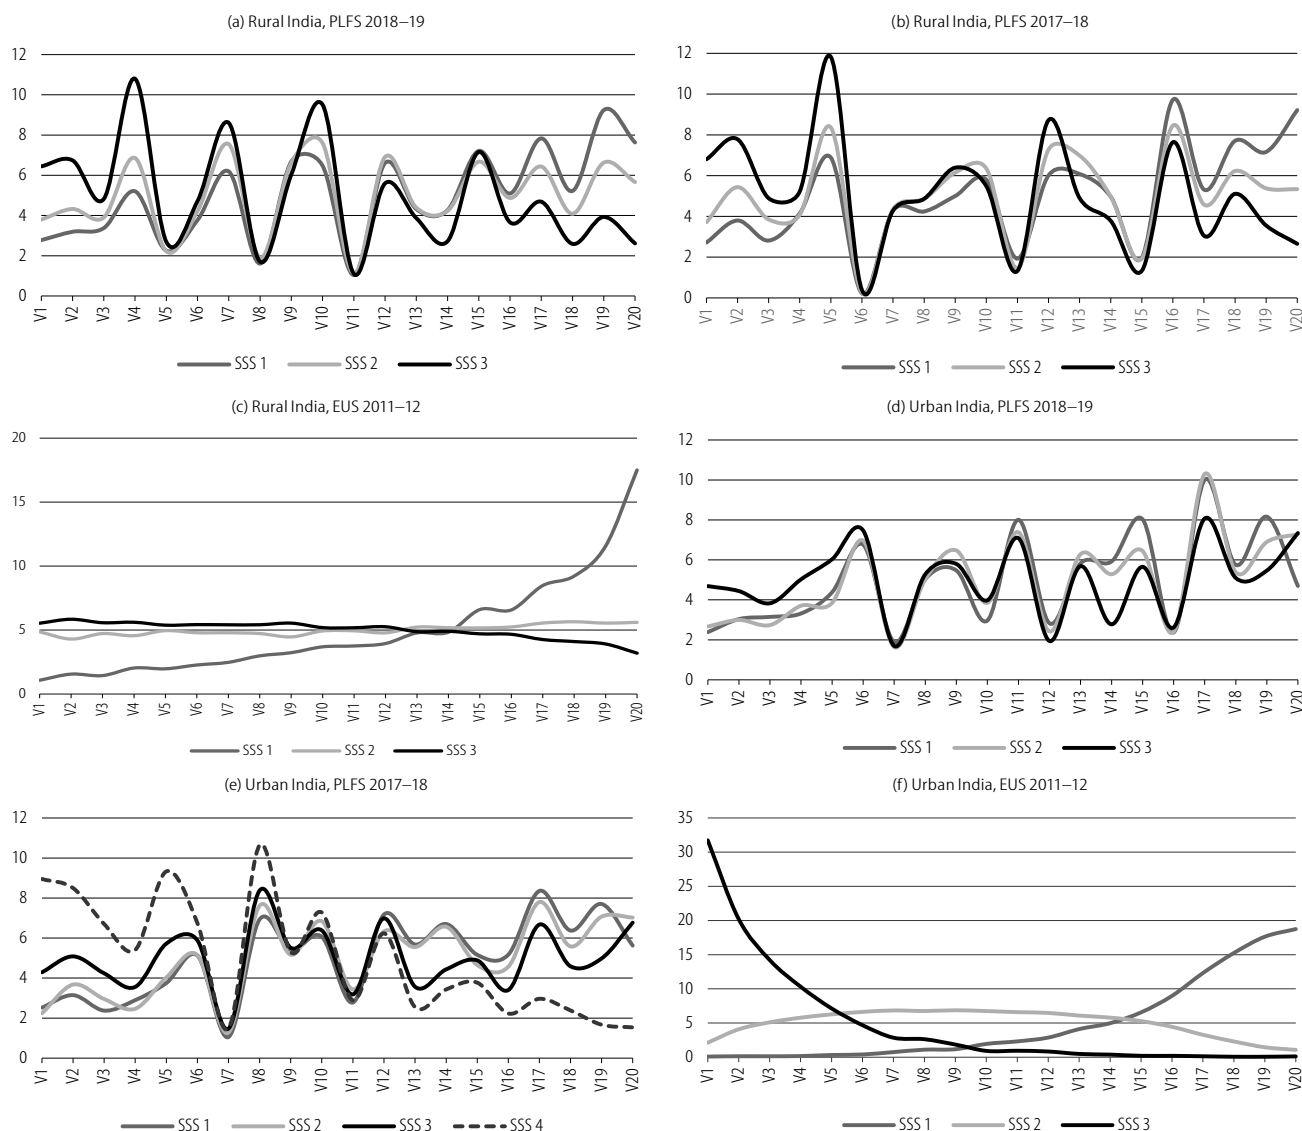 (a) Rural India, PLFS 2018–19
12
10
8
6
4
2
0
V1 V2 V3 V4 V5 V6 V7 V8 V9 V10 V11 V12 V13 V14 V15 V16 V17 V18 V19 V20
SSS 1 SSS 2 SSS 3
(b) Rural India, PLFS 2017–18
12
10
8
6
4
2
0
V1 V2 V3 V4 V5 V6 V7 V8 V9 V10 V11 V12 V13 V14 V15 V16 V17 V18 V19 V20
SSS 1 SSS 2 SSS 3
(c) Rural India, EUS 2011–12
20
15
10
5
0
V1 V2 V3 V4 V5 V6 V7 V8 V9 V10 V11 V12 V13 V14 V15 V16 V17 V18 V19 V20
SSS 1 SSS 2 SSS 3
(d) Urban India, PLFS 2018–19
12
10
8
6
4
2
0
V1 V2 V3 V4 V5 V6 V7 V8 V9 V10 V11 V12 V13 V14 V15 V16 V17 V18 V19 V20
SSS 1 SSS 2 SSS 3
(e) Urban India, PLFS 2017–18
12
10
8
6
4
2
0
V1 V2 V3 V4 V5 V6 V7 V8 V9 V10 V11 V12 V13 V14 V15 V16 V17 V18 V19 V20
SSS 1 SSS 2 SSS 3 SSS 4
(f) Urban India, EUS 2011–12
35
30
25
20
15
10
5
0
V1 V2 V3 V4 V5 V6 V7 V8 V9 V10 V11 V12 V13 V14 V15 V16 V17 V18 V19 V20
SSS 1 SSS 2 SSS 3